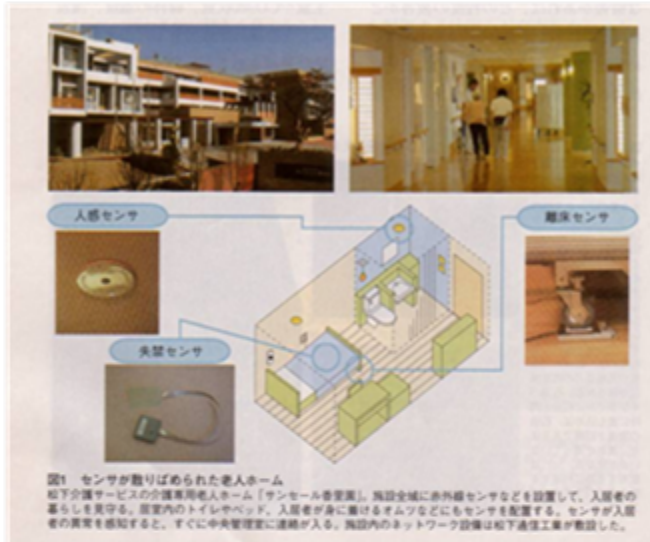 人感センサ
離床センサ
失禁センサ
図1 センサが散りばめられた老人ホーム
松下介護サービスの介護専用老人ホーム「サンセール香里園」。施設全域に赤外線センサなどを設置して、入居者の
暮らしを見守る。居室内のトイレやベッド、入居者が身に着けるオムツなどにもセンサを配置する。センサが入居
者の異常を感知すると、すぐに中央管理室に連絡が入る。施設内のネットワーク設備は松下通信工業が敷設した。